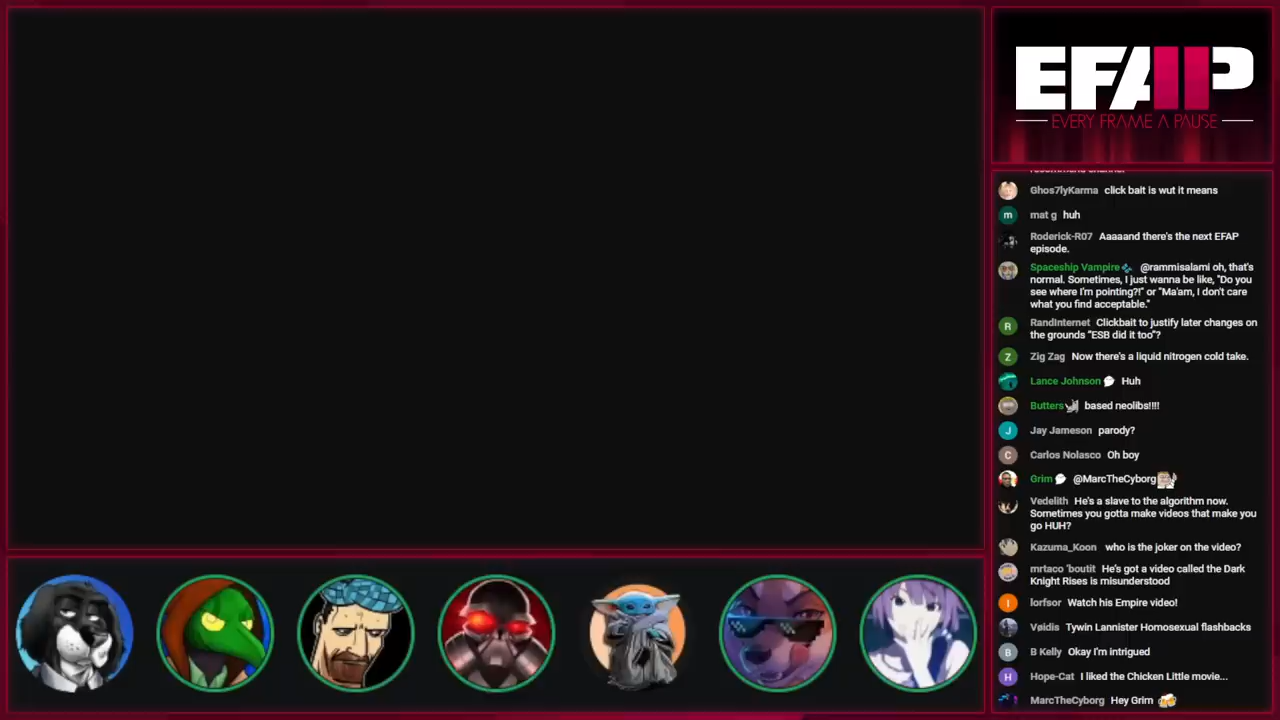 EFAP
EVERY FRAME A PAUSE
Ghos7lyKarma click bait is wut it means
m
mat g huh
Roderick-R07 Aaaaand there's the next EFAP
episode.
Spaceship Vampire @rammisalami oh, that's
normal. Sometimes, I just wanna be like, "Do you
see where I'm pointing?!" or "Ma'am, I don't care
what you find acceptable."
R
RandInternet Clickbait to justify later changes on
the grounds "ESB did it too"?
Z
Zig Zag Now there's a liquid nitrogen cold take.
Lance Johnson Huh
Butters based neolibs!!!!
J
Jay Jameson parody?
C
Carlos Nolasco Oh boy
Grim @MarcTheCyborg
Vedelith He's a slave to the algorithm now.
Sometimes you gotta make videos that make you
go HUH?
Kazuma_Koon who is the joker on the video?
mrtaco 'boutit He's got a video called the Dark
Knight Rises is misunderstood
l
lorfsor Watch his Empire video!
Vøidis Tywin Lannister Homosexual flashbacks
B
B Kelly Okay I'm intrigued
H
Hope-Cat I liked the Chicken Little movie...
MarcTheCyborg Hey Grim